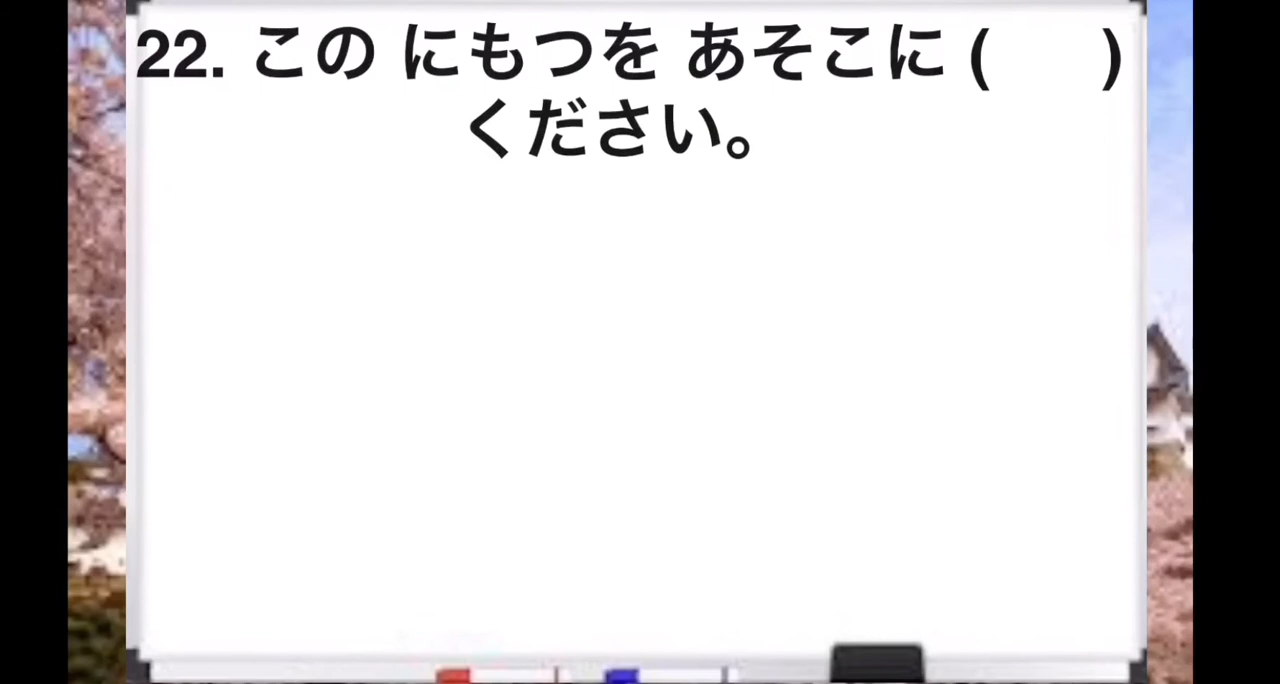 22. この にもつを あそこに (　　)
ください。